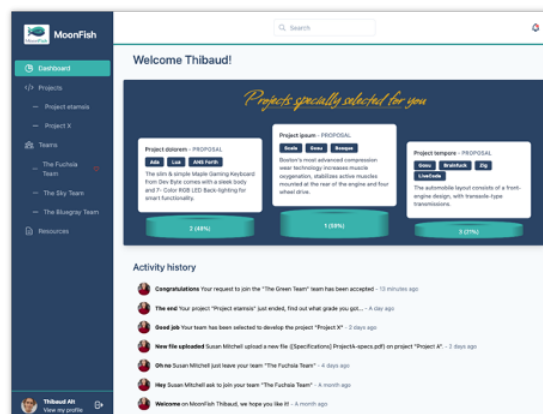 MoonFish
MoonFish
Search
Dashboard
Projects
Project etamsis
Project X
Teams
The Fuchsia
Team
The Sky Team
The Bluegray Team
Resources
Thibaud Alt
View my profile
Welcome Thibaud!
Projects specially selected for you
Project dolorem - PROPOSAL
Ada Lua ANS Forth
The slim & simple Maple Gaming Keyboard
from Dev Byte comes with a sleek body
and 7- Color RGB LED Back-lighting for
smart functionality.
2 (46%)
Project ipsum - PROPOSAL
Scala Gosu Bosque
Boston's most advanced compression
wear technology increases muscle
oxygenation, stabilizes active muscles
mounted at the rear of the engine and four
wheel drive.
1 (59%)
Project tempore - PROPOSAL
Gosu Brainfuck Zig
LiveCode
The automobile layout consists of a front-
engine design, with transaxle-type
transmissions.
3 (21%)
Activity history
Congratulations Your request to join the "The Green Team" team has been accepted - 13 minutes ago
The end Your project "Project etamsis" just ended, find out what grade you got... - A day ago
Good job Your team has been selected to develop the project "Project X" - 2 days ago
New file uploaded Susan Mitchell upload a new file ([Specifications] ProjectA-specs.pdf) on project "Project A". - 2 days ago
Oh no Susan Mitchell just leave your team "The Fuchsia Team" - 4 days ago
Hey Susan Mitchell ask to join your team "The Fuchsia Team" - A month ago
Welcome on MoonFish Thibaud, we hope you like it! - A month ago